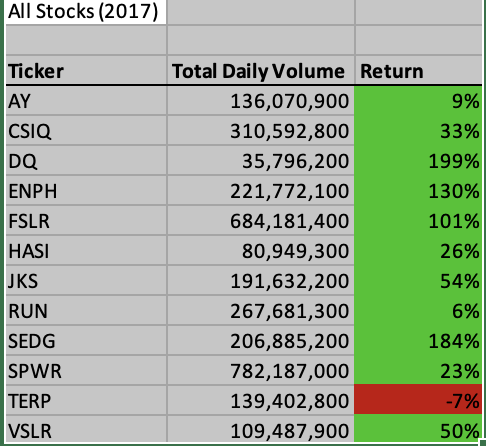 All Stocks (2017)
Ticker Total Daily Volume Return
AY 136,070,900 9%
CSIQ 310,592,800 33%
DQ 35,796,200 199%
ENPH 221,772,100 130%
FSLR 684,181,400 101%
HASI 80,949,300 26%
JKS 191,632,200 54%
RUN 267,681,300 6%
SEDG 206,885,200 184%
SPWR 782,187,000 23%
TERP 139,402,800 -7%
VSLR 109,487,900 50%